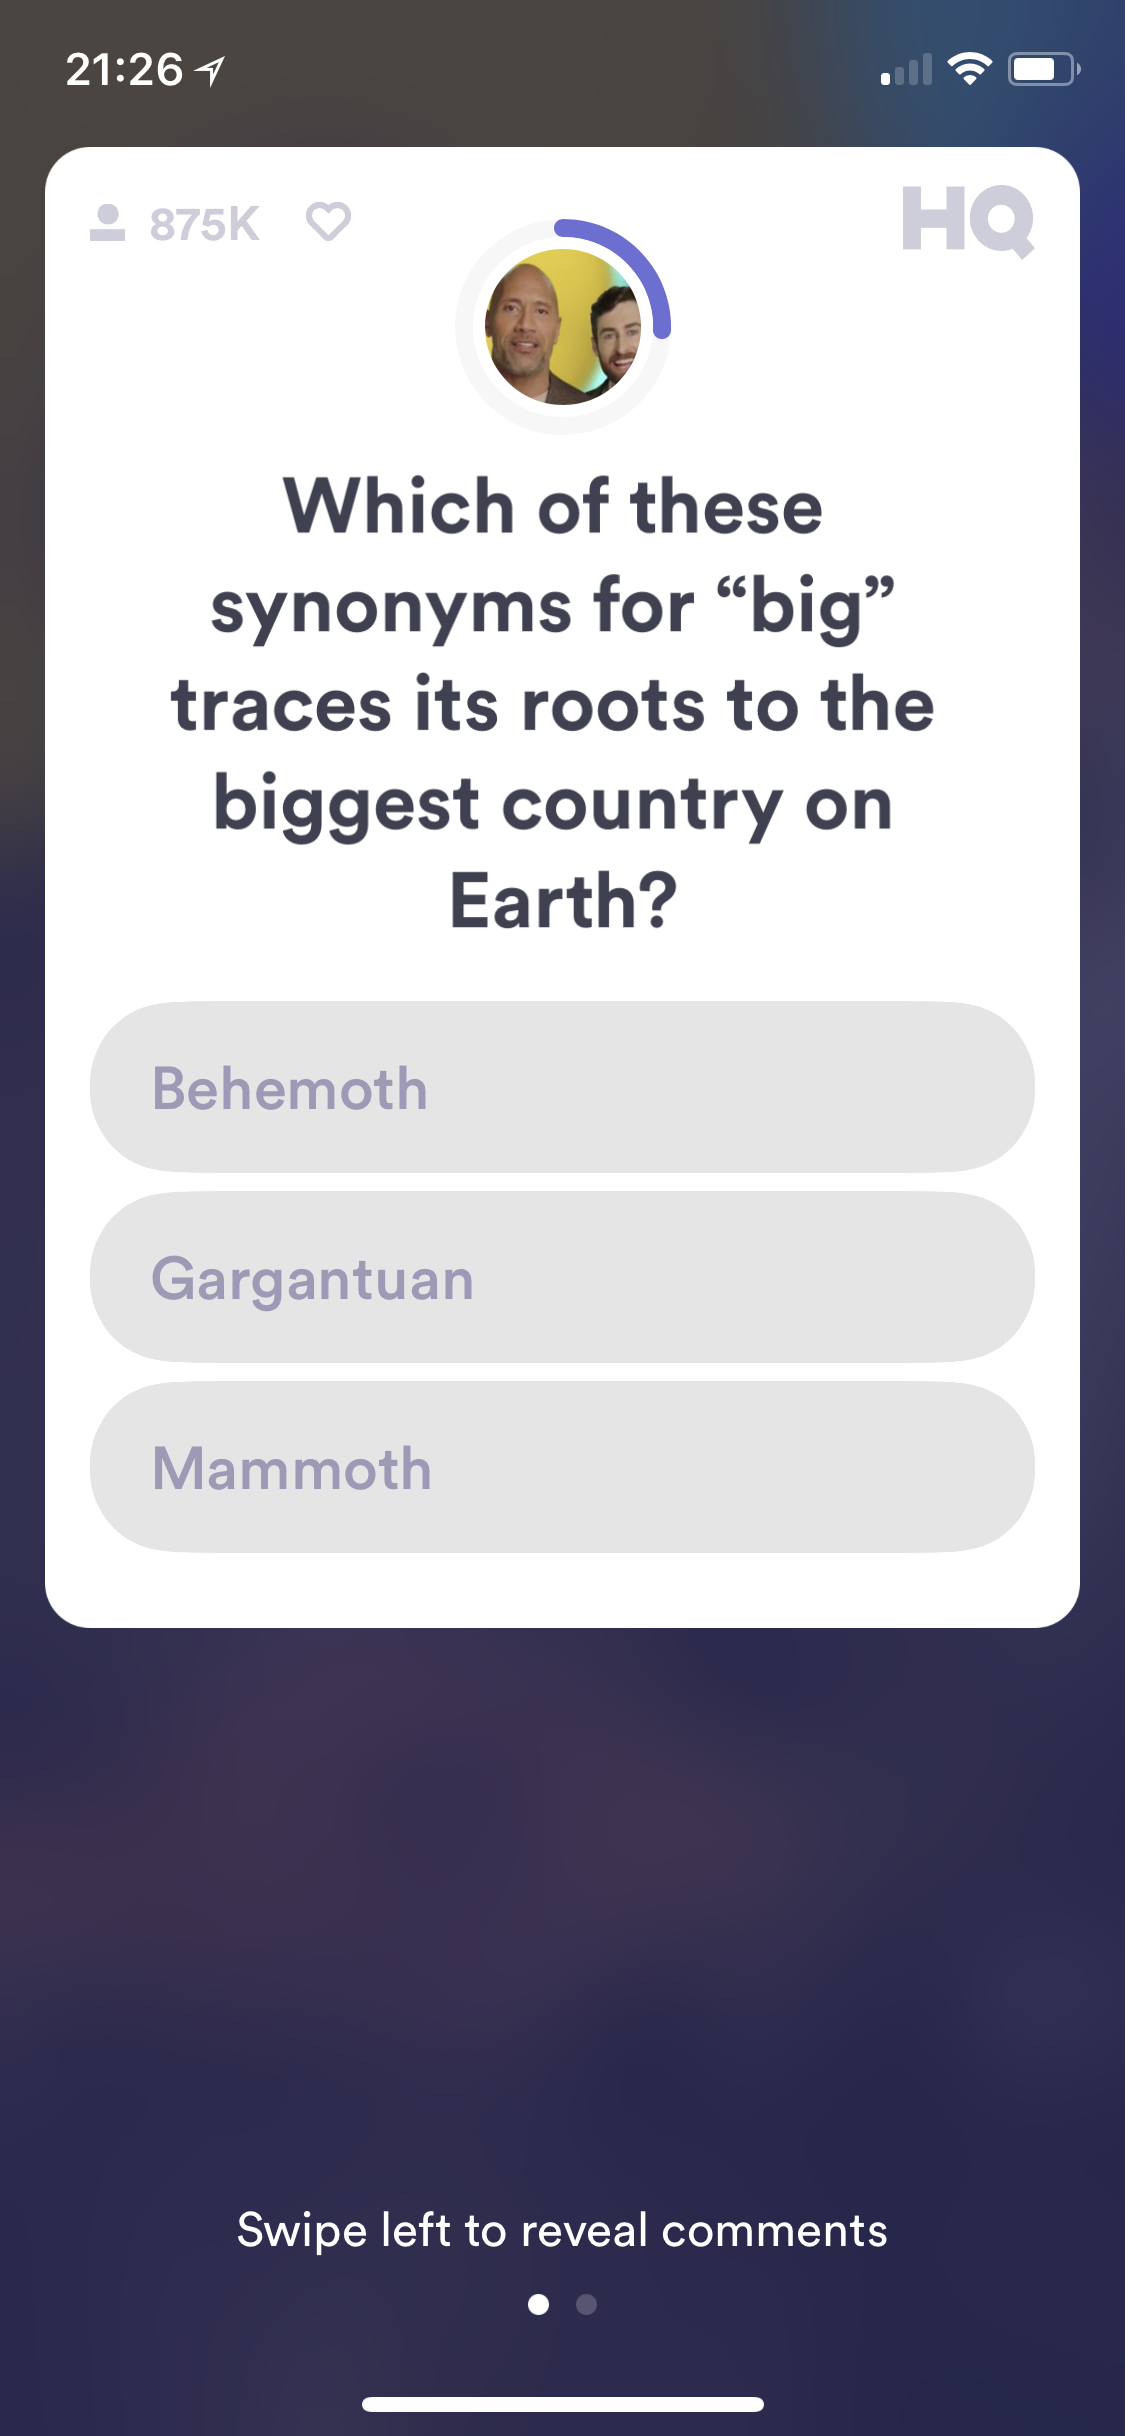 21:26
875K
HQ
Which of these
synonyms for “big”
traces its roots to the
biggest country on
Earth?
Behemoth
Gargantuan
Mammoth
Swipe left to reveal comments